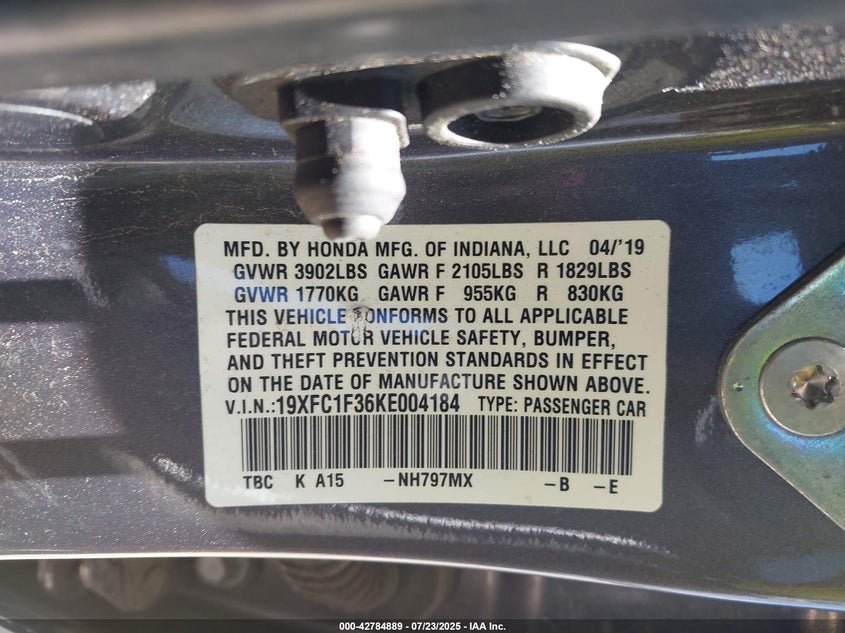 MFD. BY HONDA MFG. OF INDIANA, LLC 04/'19
GVWR 3902LBS GAWR F 2105LBS R 1829LBS
GVWR 1770KG GAWR F 955KG R 830KG
THIS VEHICLE CONFORMS TO ALL APPLICABLE
FEDERAL MOTOR VEHICLE SAFETY, BUMPER,
AND THEFT PREVENTION STANDARDS IN EFFECT
ON THE DATE OF MANUFACTURE SHOWN ABOVE.
V.I.N.:19XFC1F36KE004184 TYPE: PASSENGER CAR
TBC K A15 -NH797MX -B -E
000-42784889 - 07/23/2025 - IAA Inc.